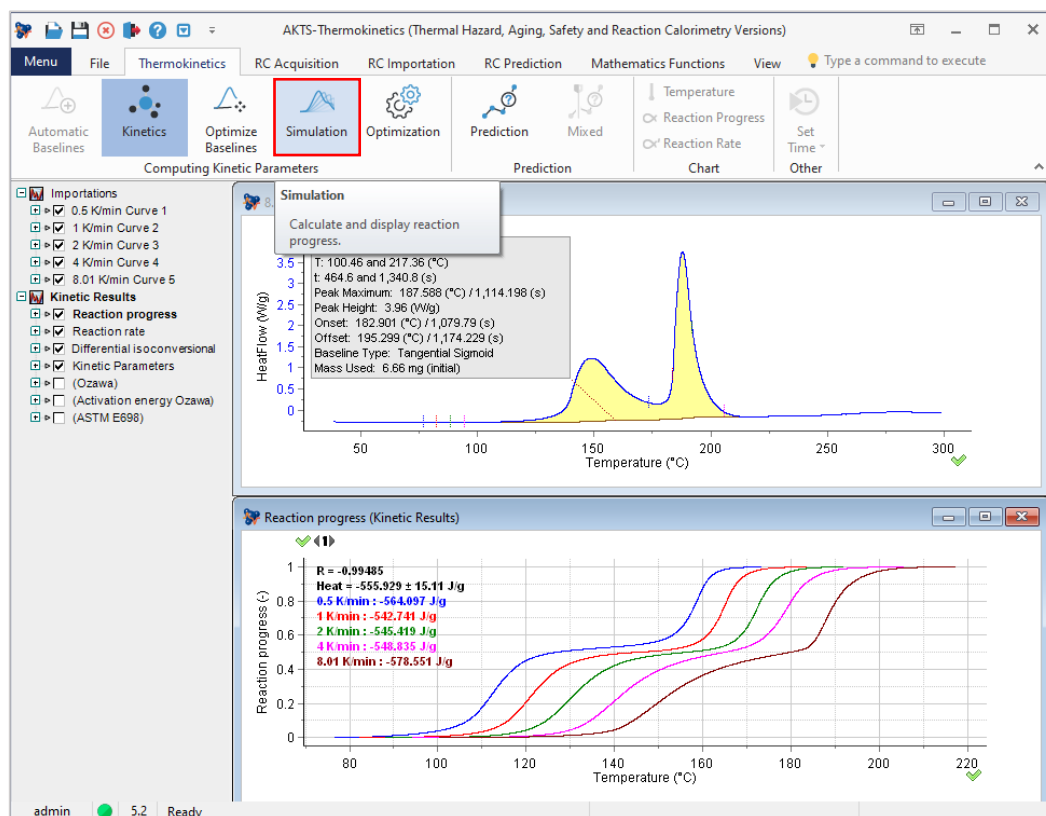 AKTS-Thermokinetics (Thermal Hazard, Aging, Safety and Reaction Calorimetry Versions)
Menu File Thermokinetics RC Acquisition RC Importation RC Prediction Mathematics Functions View Type a command to execute
Automatic Baselines
Kinetics
Optimize Baselines
Simulation
Optimization
Prediction
Mixed
Temperature
Reaction Progress
Reaction Rate
Set Time
Computing Kinetic Parameters Prediction Chart Other
Simulation
Calculate and display reaction
progress.
Importations
0.5 K/min Curve 1
1 K/min Curve 2
2 K/min Curve 3
4 K/min Curve 4
8.01 K/min Curve 5
Kinetic Results
Reaction progress
Reaction rate
Differential isoconversional
Kinetic Parameters
(Ozawa)
(Activation energy Ozawa)
(ASTM E698)
T: 100.46 and 217.36 (°C)
t: 464.6 and 1,340.8 (s)
Peak Maximum: 187.588 (°C) / 1,114.198 (s)
Peak Height: 3.96 (W/g)
Onset: 182.901 (°C) / 1,079.79 (s)
Offset: 195.299 (°C) / 1,174.229 (s)
Baseline Type: Tangential Sigmoid
Mass Used: 6.66 mg (initial)
HeatFlow (W/g)
3.5
3
2.5
2
1.5
1
0.5
0
50 100 150 200 250 300
Temperature (°C)
Reaction progress (Kinetic Results)
1
R = -0.99485
Heat = -555.929 ± 15.11 J/g
0.5 K/min : -564.097 J/g
1 K/min : -542.741 J/g
2 K/min : -545.419 J/g
4 K/min : -548.835 J/g
8.01 K/min : -578.551 J/g
Reaction progress (-)
1
0.8
0.6
0.4
0.2
0
80 100 120 140 160 180 200 220
Temperature (°C)
admin 5.2 Ready